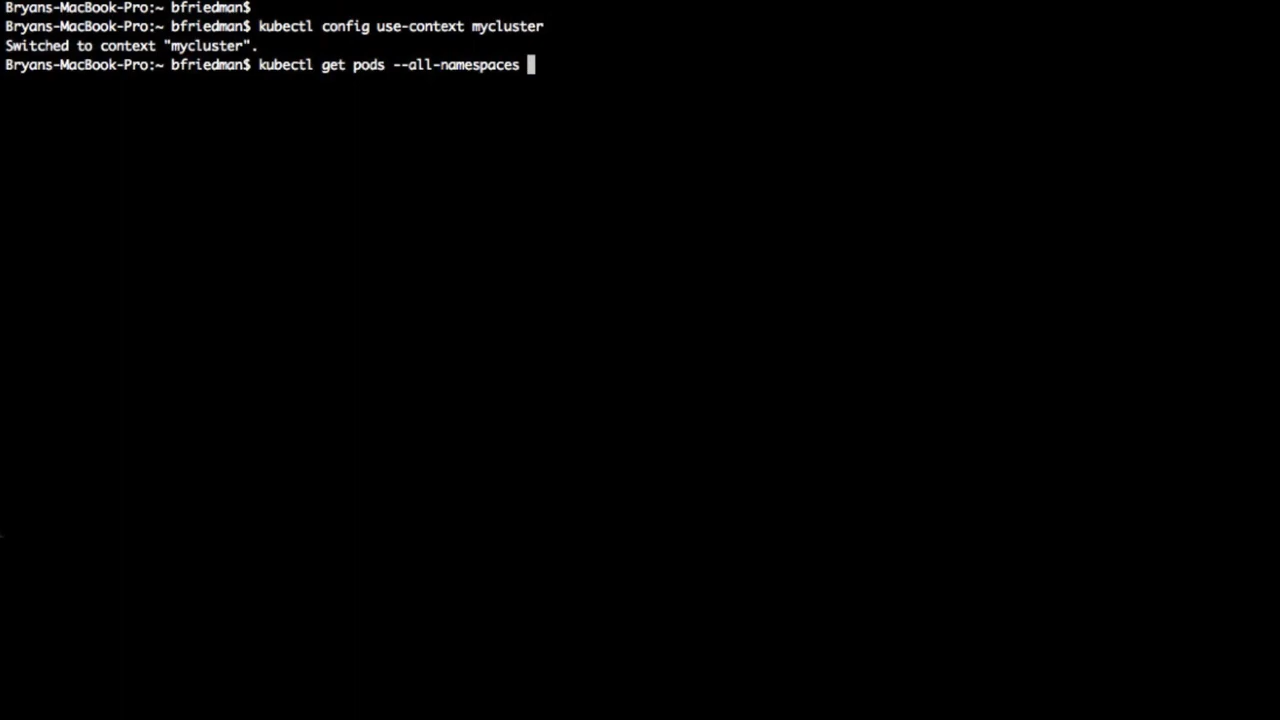 Bryans-MacBook-Pro:~ bfriedman$
Bryans-MacBook-Pro:~ bfriedman$ kubectl config use-context mycluster
Switched to context "mycluster".
Bryans-MacBook-Pro:~ bfriedman$ kubectl get pods --all-namespaces